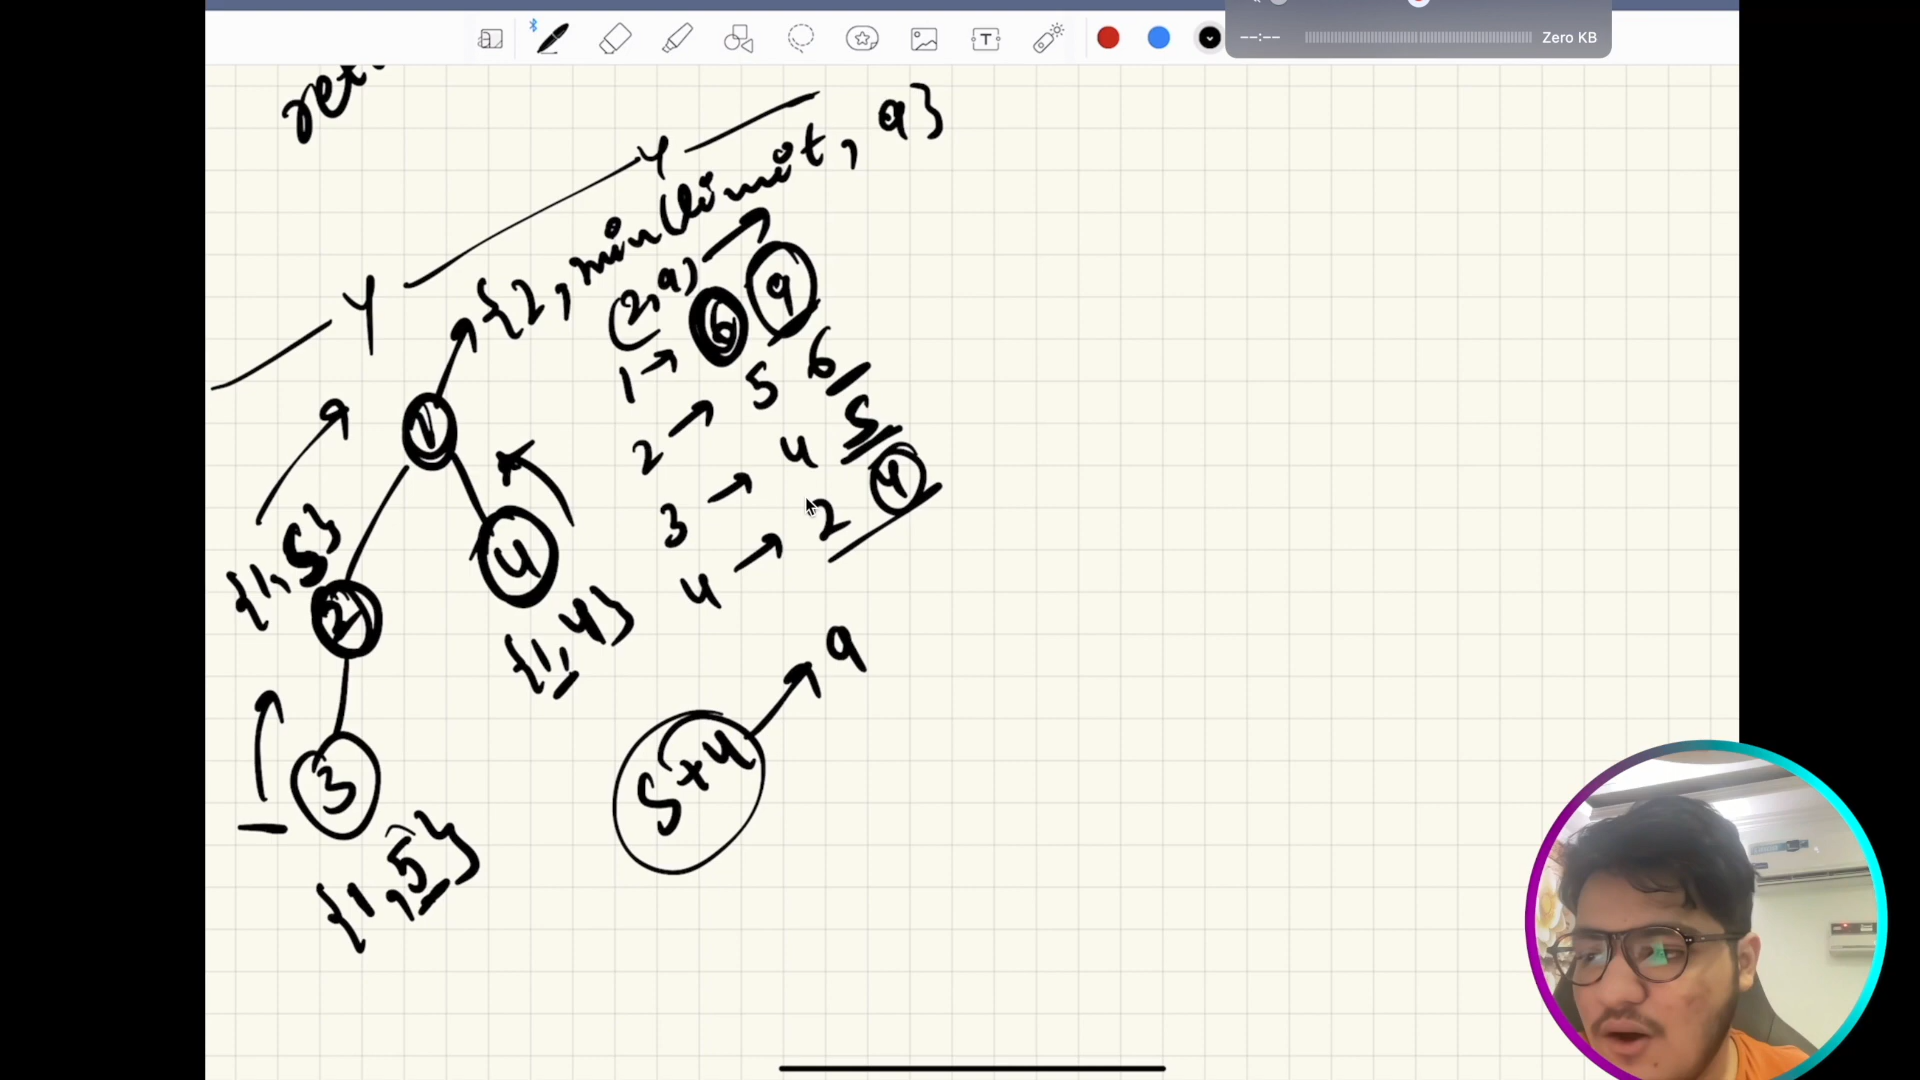 --:--
Zero KB
T
ret
Y
Y
{2, min(limit, 9}
(2,9)
1 → 6 9
2 → 5 6
3 → 4 5
4 → 2 4
1
2
4
3
{1,5}
{1,4}
{1,5}
5+4
9